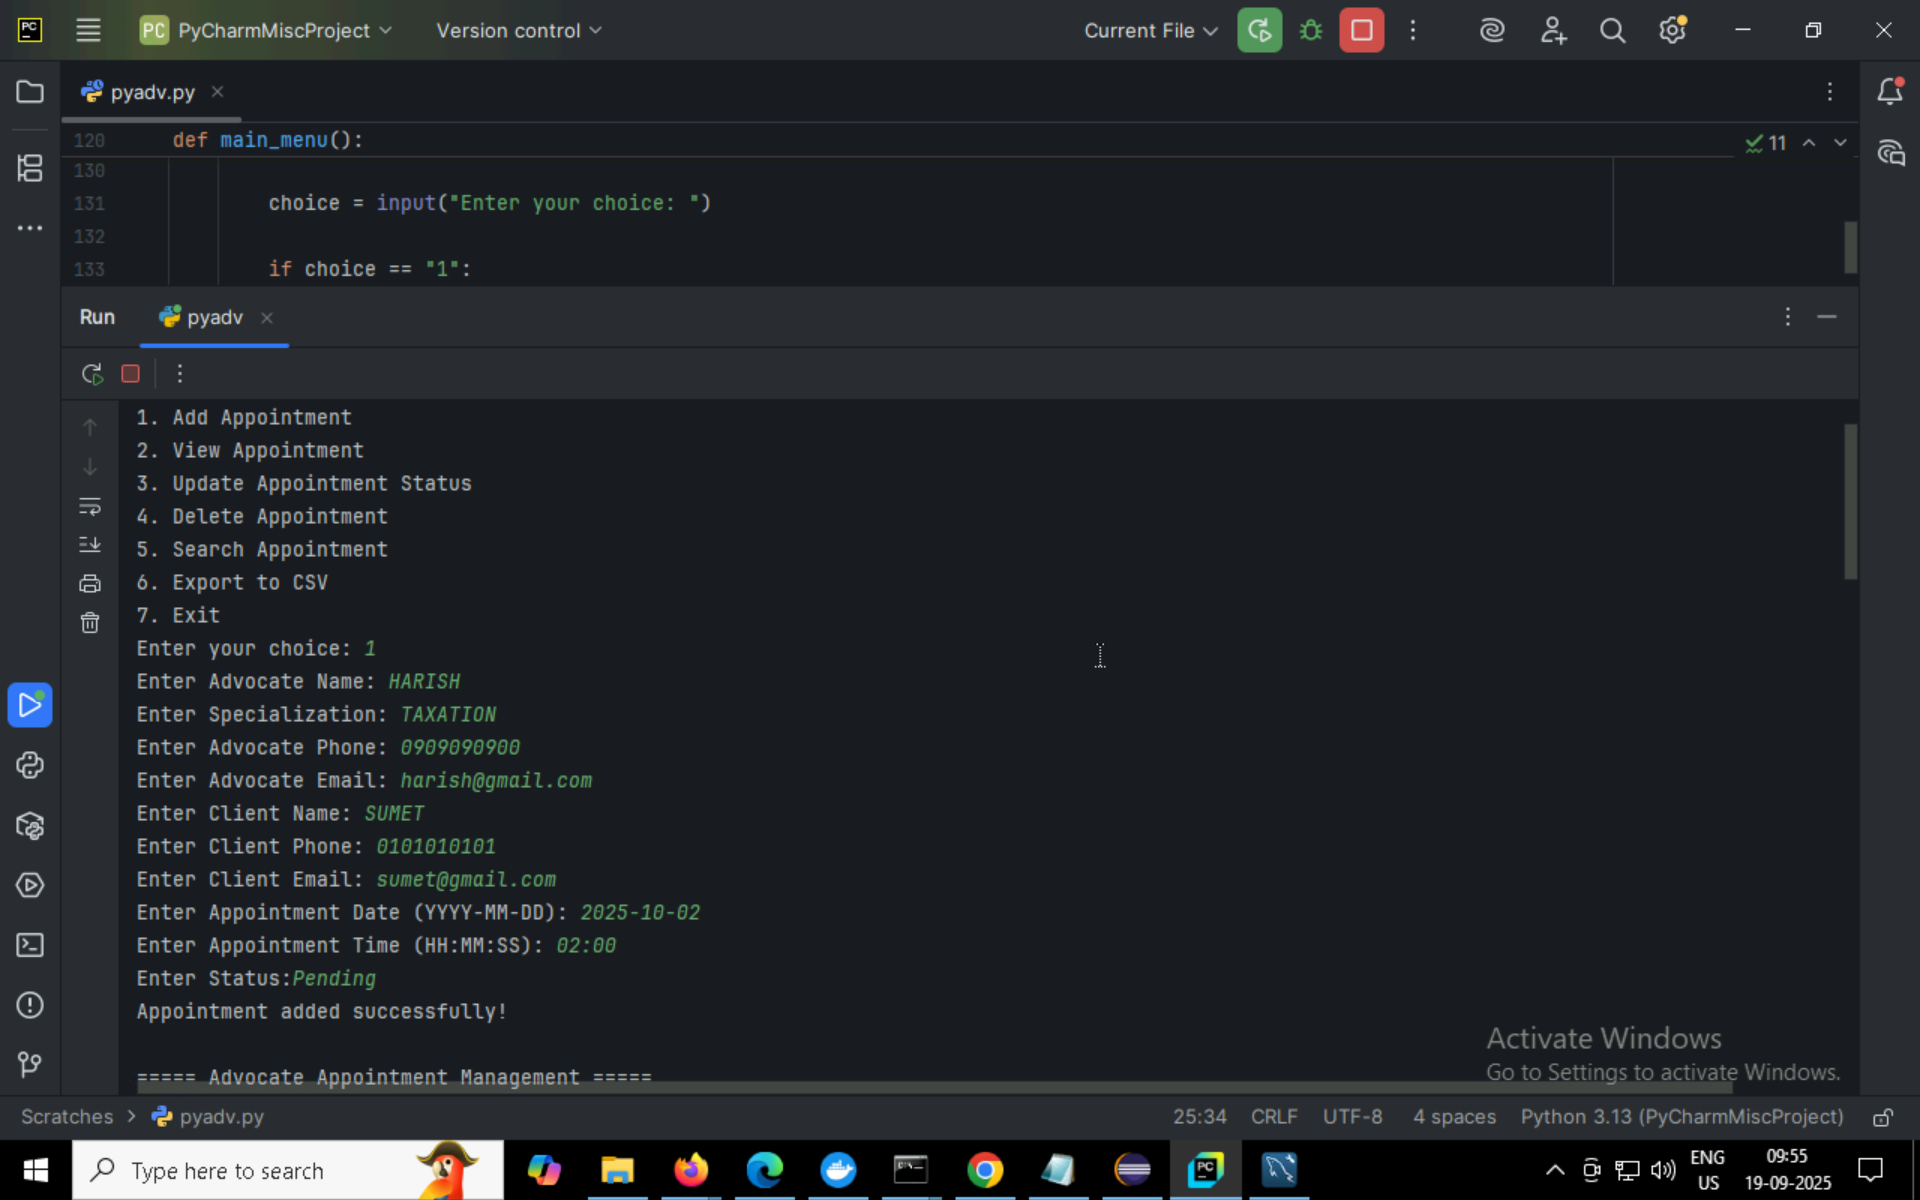 PC PyCharmMiscProject Version control Current File
pyadv.py
120 def main_menu(): 11
130
131 choice = input("Enter your choice: ")
132
133 if choice == "1":
Run pyadv
1. Add Appointment
2. View Appointment
3. Update Appointment Status
4. Delete Appointment
5. Search Appointment
6. Export to CSV
7. Exit
Enter your choice: 1
Enter Advocate Name: HARISH
Enter Specialization: TAXATION
Enter Advocate Phone: 0909090900
Enter Advocate Email: harish@gmail.com
Enter Client Name: SUMET
Enter Client Phone: 0101010101
Enter Client Email: sumet@gmail.com
Enter Appointment Date (YYYY-MM-DD): 2025-10-02
Enter Appointment Time (HH:MM:SS): 02:00
Enter Status:Pending
Appointment added successfully!
===== Advocate Appointment Management =====
Activate Windows
Go to Settings to activate Windows.
Scratches > pyadv.py 25:34 CRLF UTF-8 4 spaces Python 3.13 (PyCharmMiscProject)
Type here to search PC ENG US 09:55 19-09-2025